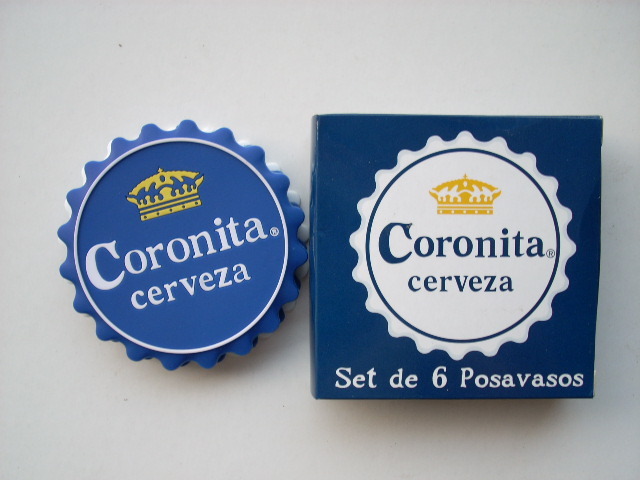 Coronita®
cerveza
Coronita®
cerveza
Set de 6 Posavasos